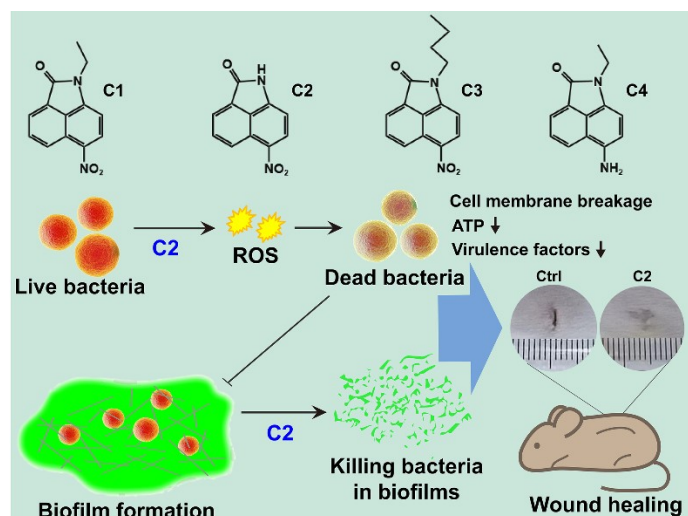 O
N
C1
NO₂
O
H
N
C2
NO₂
O
N
C3
NO₂
O
N
C4
NH₂
Cell membrane breakage
ATP ↓
Virulence factors ↓
C2
ROS
Live bacteria
Dead bacteria
Ctrl
C2
C2
Killing bacteria
in biofilms
Biofilm formation
Wound healing